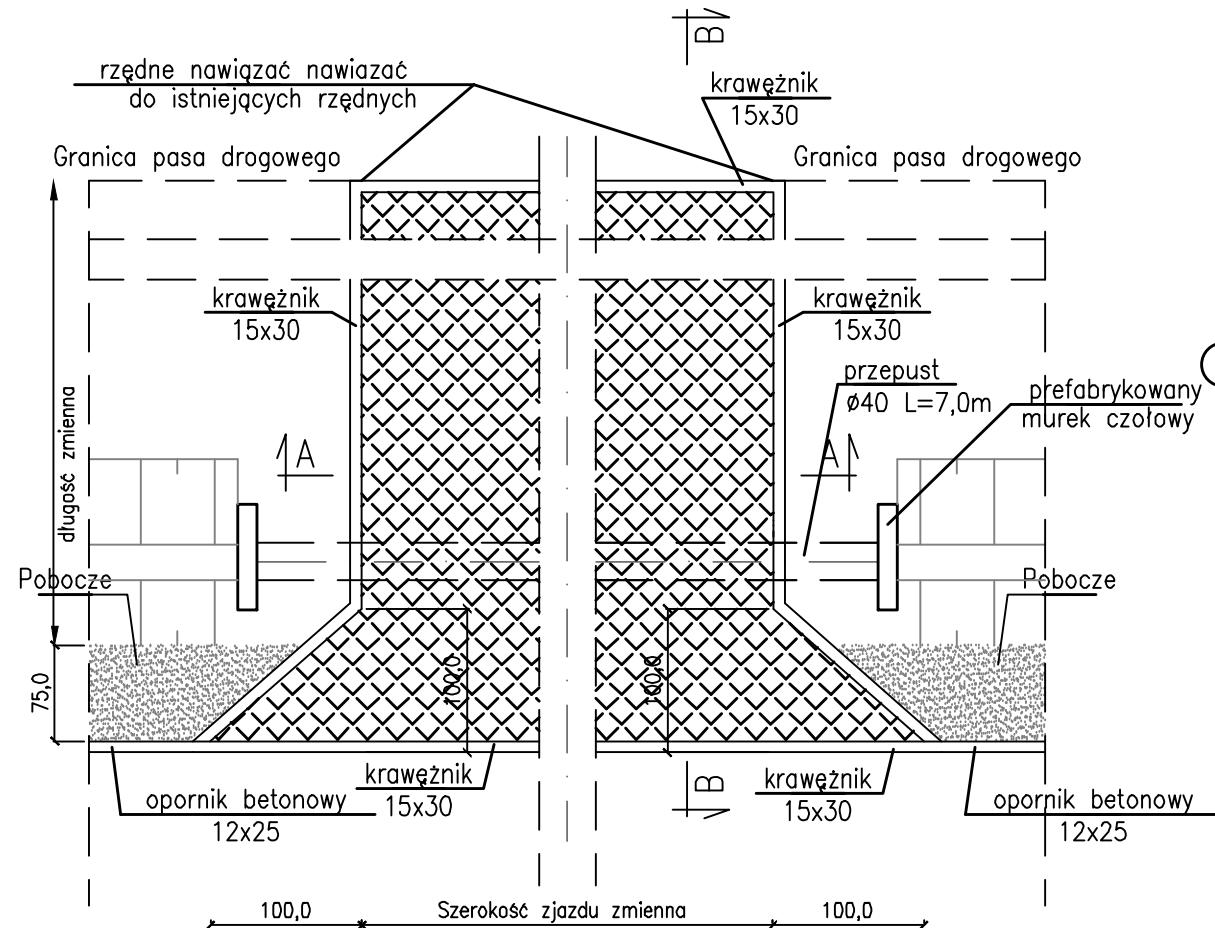 B
rzędne nawiązać nawiazać
do istniejących rzędnych
krawężnik
15x30
Granica pasa drogowego
Granica pasa drogowego
krawężnik
15x30
krawężnik
15x30
przepust
ø40 L=7,0m
prefabrykowany
murek czołowy
A
A
długaść zmienna
Pobocze
Pobocze
75,0
100,0
100,0
krawężnik
15x30
B
krawężnik
15x30
opornik betonowy
12x25
opornik betonowy
12x25
100,0
Szerokość zjazdu zmienna
100,0